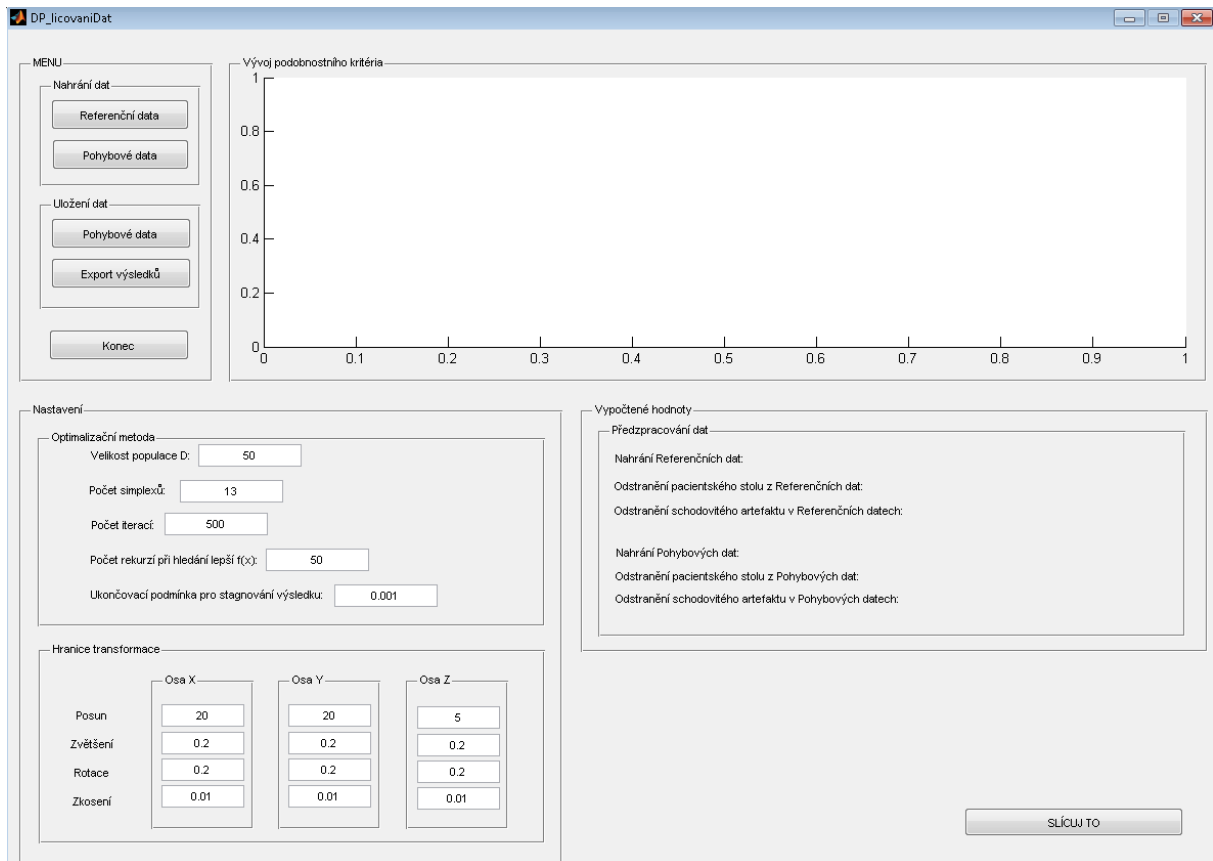 DP_licovaniDat
MENU
Nahrání dat
Referenční data
Pohybové data
Uložení dat
Pohybové data
Export výsledků
Konec
Vývoj podobnostního kritéria
1
0.8
0.6
0.4
0.2
0
0 0.1 0.2 0.3 0.4 0.5 0.6 0.7 0.8 0.9 1
Nastavení
Optimalizační metoda
Velikost populace D: 50
Počet simplexů: 13
Počet iterací: 500
Počet rekurzí při hledání lepší f(x): 50
Ukončovací podmínka pro stagnování výsledku: 0.001
Hranice transformace
Osa X Osa Y Osa Z
Posun 20 20 5
Zvětšení 0.2 0.2 0.2
Rotace 0.2 0.2 0.2
Zkosení 0.01 0.01 0.01
Vypočtené hodnoty
Předzpracování dat
Nahrání Referenčních dat:
Odstranění pacientského stolu z Referenčních dat:
Odstranění schodovitého artefaktu v Referenčních datech:
Nahrání Pohybových dat:
Odstranění pacientského stolu z Pohybových dat:
Odstranění schodovitého artefaktu v Pohybových datech:
SLÍCUJ TO